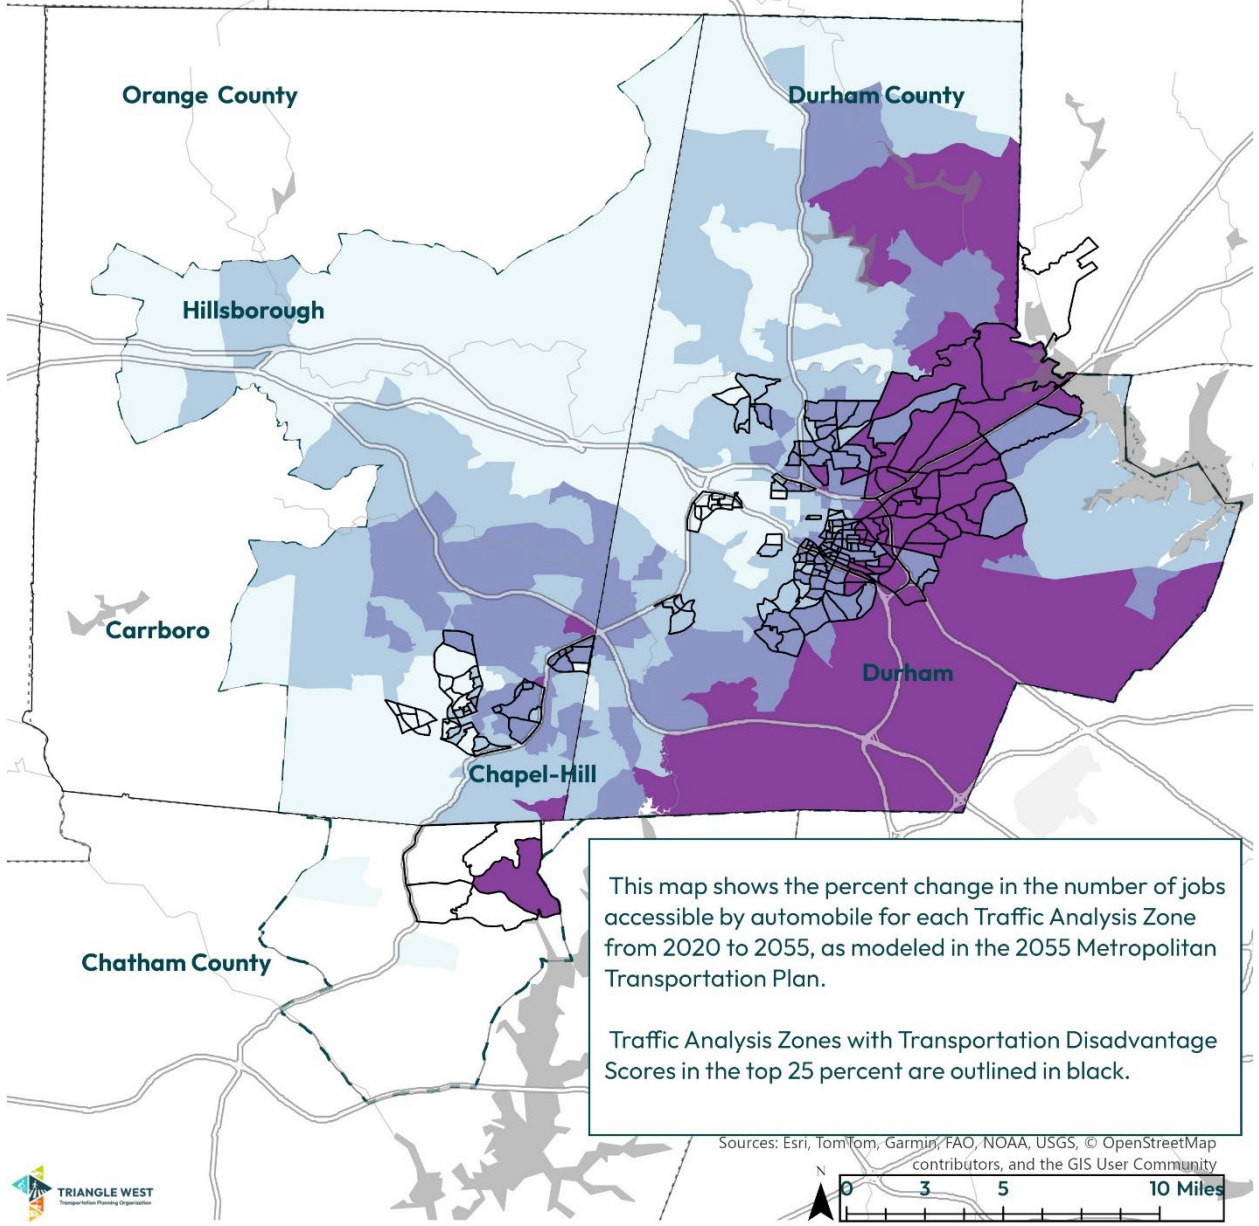 Orange County
Durham County
Hillsborough
Carrboro
Durham
Chapel-Hill
Chatham County
This map shows the percent change in the number of jobs
accessible by automobile for each Traffic Analysis Zone
from 2020 to 2055, as modeled in the 2055 Metropolitan
Transportation Plan.
Traffic Analysis Zones with Transportation Disadvantage
Scores in the top 25 percent are outlined in black.
Sources: Esri, TomTom, Garmin, FAO, NOAA, USGS, © OpenStreetMap
contributors, and the GIS User Community
TRIANGLE WEST
Transportation Planning Organization
N
0 3 5 10 Miles